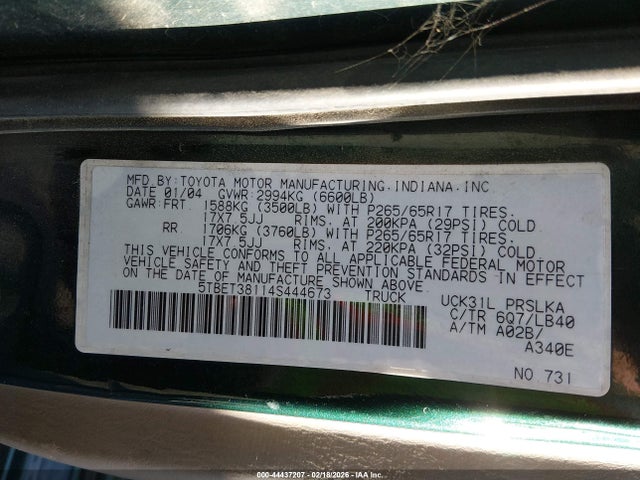 MFD.BY:TOYOTA MOTOR MANUFACTURING.INDIANA.INC
DATE 01/04 GVWR:2994KG (6600LB)
GAWR:FRT. 1588KG (3500LB) WITH P265/65R17 TIRES.
17X7.5JJ RIMS. AT 200KPA (29PSI) COLD
RR 1706KG (3760LB) WITH P265/65R17 TIRES.
17X7.5JJ RIMS. AT 220KPA (32PSI) COLD
THIS VEHICLE CONFORMS TO ALL APPLICABLE FEDERAL MOTOR
VEHICLE SAFETY AND THEFT PREVENTION STANDARDS IN EFFECT
ON THE DATE OF MANUFACTURE SHOWN ABOVE.
5TBET38114S444673 TRUCK
UCK31L PRSLKA
C/TR 6Q7/LB40
A/TM A02B/
A340E
NO.731
000-44437207 - 02/18/2026 - IAA Inc.